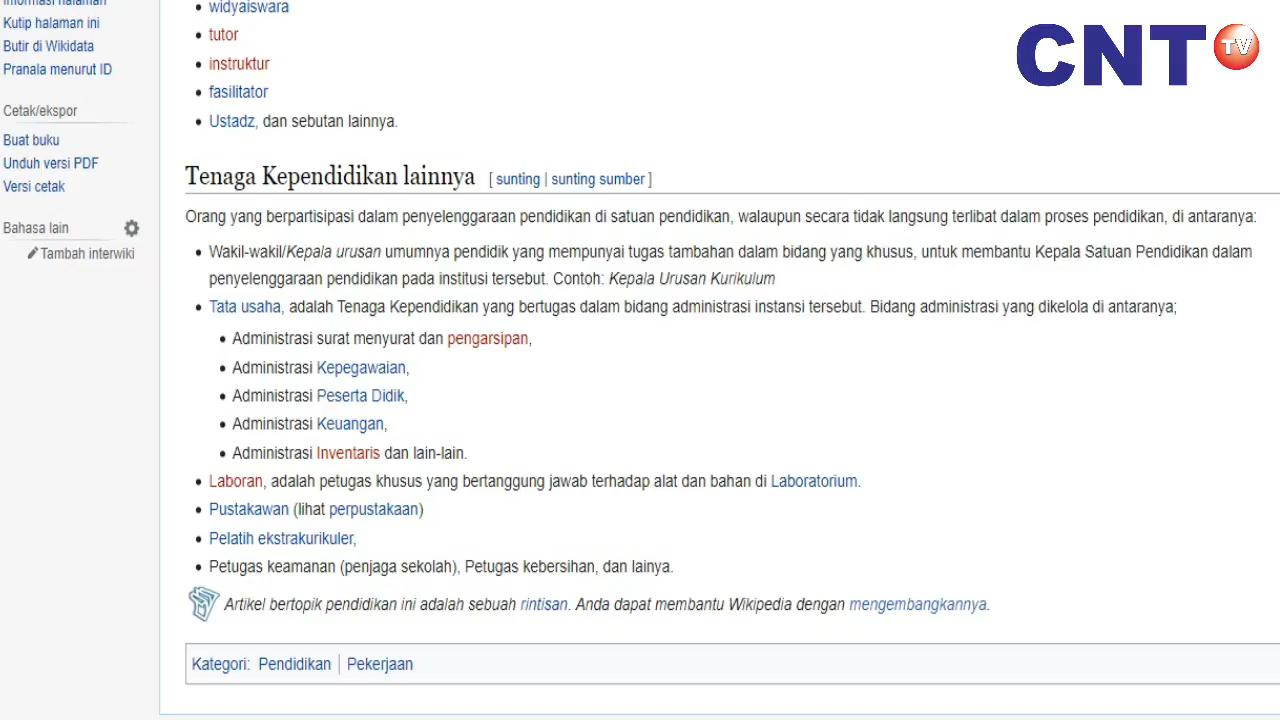 Informasi halaman
Kutip halaman ini
Butir di Wikidata
Pranala menurut ID
Cetak/ekspor
Buat buku
Unduh versi PDF
Versi cetak
Bahasa lain
Tambah interwiki
CNT TV
widyaiswara
tutor
instruktur
fasilitator
Ustadz, dan sebutan lainnya.
Tenaga Kependidikan lainnya [ sunting | sunting sumber ]
Orang yang berpartisipasi dalam penyelenggaraan pendidikan di satuan pendidikan, walaupun secara tidak langsung terlibat dalam proses pendidikan, di antaranya:
Wakil-wakil/Kepala urusan umumnya pendidik yang mempunyai tugas tambahan dalam bidang yang khusus, untuk membantu Kepala Satuan Pendidikan dalam
penyelenggaraan pendidikan pada institusi tersebut. Contoh: Kepala Urusan Kurikulum
Tata usaha, adalah Tenaga Kependidikan yang bertugas dalam bidang administrasi instansi tersebut. Bidang administrasi yang dikelola di antaranya;
Administrasi surat menyurat dan pengarsipan,
Administrasi Kepegawaian,
Administrasi Peserta Didik,
Administrasi Keuangan,
Administrasi Inventaris dan lain-lain.
Laboran, adalah petugas khusus yang bertanggung jawab terhadap alat dan bahan di Laboratorium.
Pustakawan (lihat perpustakaan)
Pelatih ekstrakurikuler,
Petugas keamanan (penjaga sekolah), Petugas kebersihan, dan lainya.
Artikel bertopik pendidikan ini adalah sebuah rintisan. Anda dapat membantu Wikipedia dengan mengembangkannya.
Kategori: Pendidikan | Pekerjaan